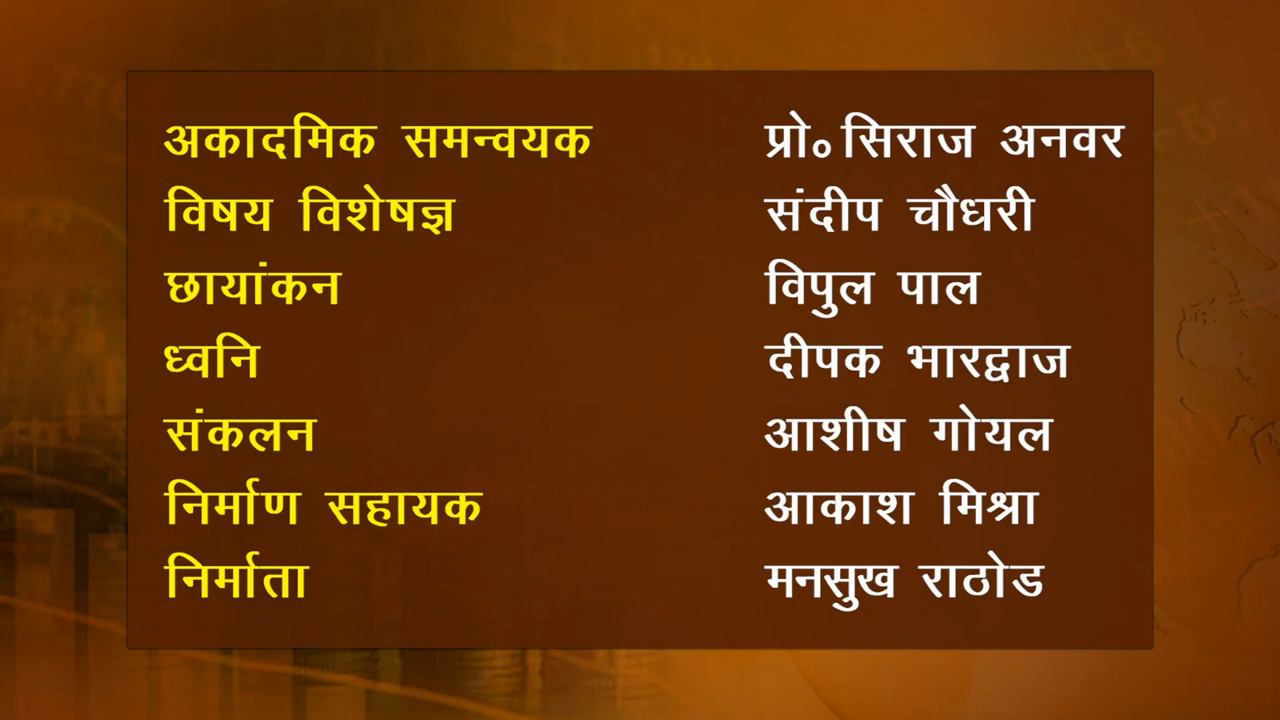 अकादमिक समन्वयक प्रो॰ सिराज अनवर
विषय विशेषज्ञ संदीप चौधरी
छायांकन विपुल पाल
ध्वनि दीपक भारद्वाज
संकलन आशीष गोयल
निर्माण सहायक आकाश मिश्रा
निर्माता मनसुख राठोड